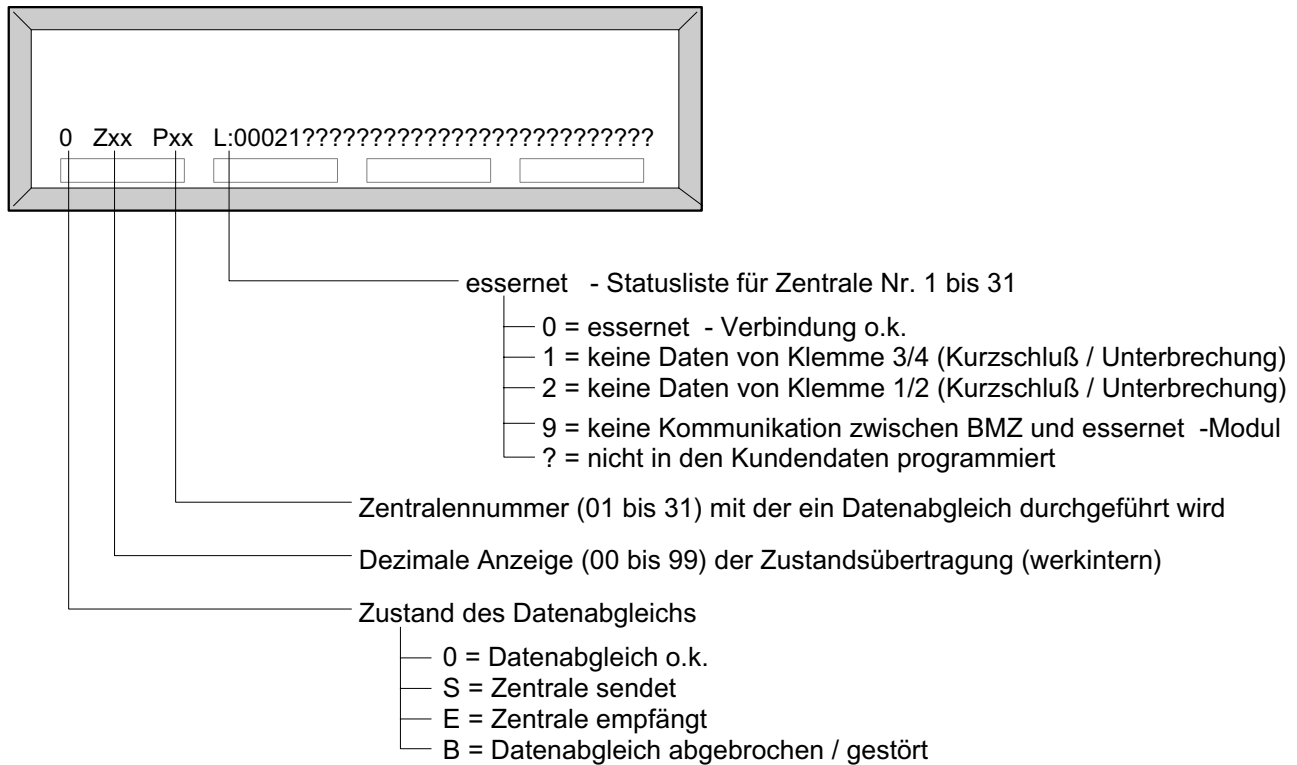 0 Zxx Pxx L:00021??????????????????????????
essernet - Statusliste für Zentrale Nr. 1 bis 31
0 = essernet - Verbindung o.k.
1 = keine Daten von Klemme 3/4 (Kurzschluß / Unterbrechung)
2 = keine Daten von Klemme 1/2 (Kurzschluß / Unterbrechung)
9 = keine Kommunikation zwischen BMZ und essernet -Modul
? = nicht in den Kundendaten programmiert
Zentralennummer (01 bis 31) mit der ein Datenabgleich durchgeführt wird
Dezimale Anzeige (00 bis 99) der Zustandsübertragung (werkintern)
Zustand des Datenabgleichs
0 = Datenabgleich o.k.
S = Zentrale sendet
E = Zentrale empfängt
B = Datenabgleich abgebrochen / gestört